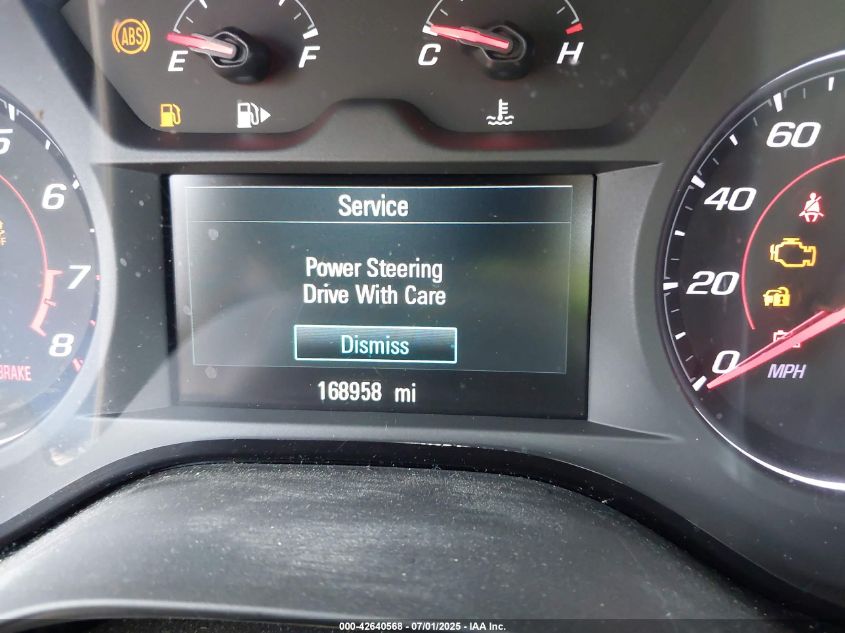 ABS
E F
C H
5
6
7
8
BRAKE
Service
Power Steering
Drive With Care
Dismiss
168958 mi
60
40
20
0
MPH
000-42640568 - 07/01/2025 - IAA Inc.